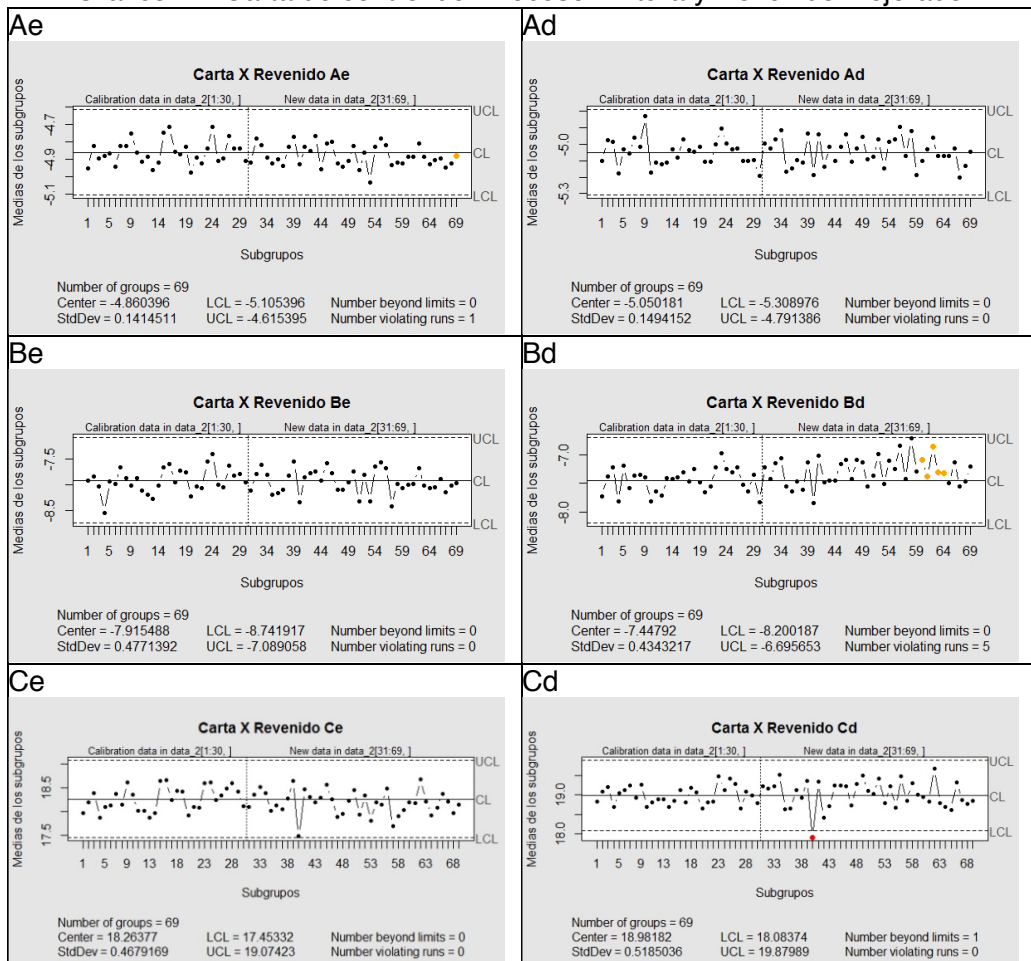 Ae
Carta X Revenido Ae
Calibration data in data_2[1:30, ] New data in data_2[31:69, ]
Medias de los subgrupos
-4.7
-4.9
-5.1
UCL
CL
LCL
1 5 9 14 19 24 29 34 39 44 49 54 59 64 69
Subgrupos
Number of groups = 69
Center = -4.860396 LCL = -5.105396 Number beyond limits = 0
StdDev = 0.1414511 UCL = -4.615395 Number violating runs = 1
Ad
Carta X Revenido Ad
Calibration data in data_2[1:30, ] New data in data_2[31:69, ]
Medias de los subgrupos
-5.0
-5.3
UCL
CL
LCL
1 5 9 14 19 24 29 34 39 44 49 54 59 64 69
Subgrupos
Number of groups = 69
Center = -5.050181 LCL = -5.308976 Number beyond limits = 0
StdDev = 0.1494152 UCL = -4.791386 Number violating runs = 0
Be
Carta X Revenido Be
Calibration data in data_2[1:30, ] New data in data_2[31:69, ]
Medias de los subgrupos
-7.5
-8.5
UCL
CL
LCL
1 5 9 14 19 24 29 34 39 44 49 54 59 64 69
Subgrupos
Number of groups = 69
Center = -7.915488 LCL = -8.741917 Number beyond limits = 0
StdDev = 0.4771392 UCL = -7.089058 Number violating runs = 0
Bd
Carta X Revenido Bd
Calibration data in data_2[1:30, ] New data in data_2[31:69, ]
Medias de los subgrupos
-7.0
-8.0
UCL
CL
LCL
1 5 9 14 19 24 29 34 39 44 49 54 59 64 69
Subgrupos
Number of groups = 69
Center = -7.44792 LCL = -8.200187 Number beyond limits = 0
StdDev = 0.4343217 UCL = -6.695653 Number violating runs = 5
Ce
Carta X Revenido Ce
Calibration data in data_2[1:30, ] New data in data_2[31:69, ]
Medias de los subgrupos
18.5
17.5
UCL
CL
LCL
1 5 9 13 18 23 28 33 38 43 48 53 58 63 68
Subgrupos
Number of groups = 69
Center = 18.26377 LCL = 17.45332 Number beyond limits = 0
StdDev = 0.4679169 UCL = 19.07423 Number violating runs = 0
Cd
Carta X Revenido Cd
Calibration data in data_2[1:30, ] New data in data_2[31:69, ]
Medias de los subgrupos
19.0
18.0
UCL
CL
LCL
1 5 9 13 18 23 28 33 38 43 48 53 58 63 68
Subgrupos
Number of groups = 69
Center = 18.98182 LCL = 18.08374 Number beyond limits = 1
StdDev = 0.5185036 UCL = 19.87989 Number violating runs = 0